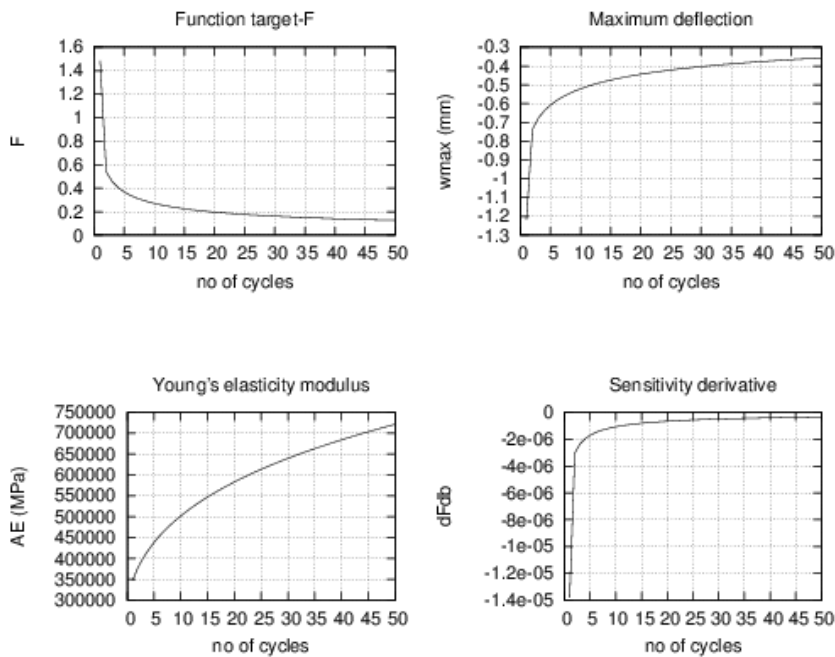 Function target-F
1.6
1.4
1.2
1
0.8
0.6
0.4
0.2
0
F
0 5 10 15 20 25 30 35 40 45 50
no of cycles
Maximum deflection
-0.3
-0.4
-0.5
-0.6
-0.7
-0.8
-0.9
-1
-1.1
-1.2
-1.3
wmax (mm)
0 5 10 15 20 25 30 35 40 45 50
no of cycles
Young's elasticity modulus
750000
700000
650000
600000
550000
500000
450000
400000
350000
300000
AE (MPa)
0 5 10 15 20 25 30 35 40 45 50
no of cycles
Sensitivity derivative
0
-2e-06
-4e-06
-6e-06
-8e-06
-1e-05
-1.2e-05
-1.4e-05
dFdb
0 5 10 15 20 25 30 35 40 45 50
no of cycles